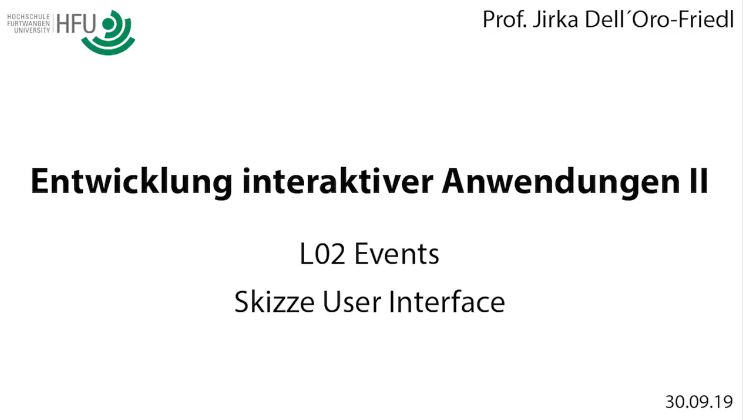 HOCHSCHULE
FURTWANGEN
UNIVERSITY
HFU
Prof. Jirka Dell´Oro-Friedl
Entwicklung interaktiver Anwendungen II
L02 Events
Skizze User Interface
30.09.19